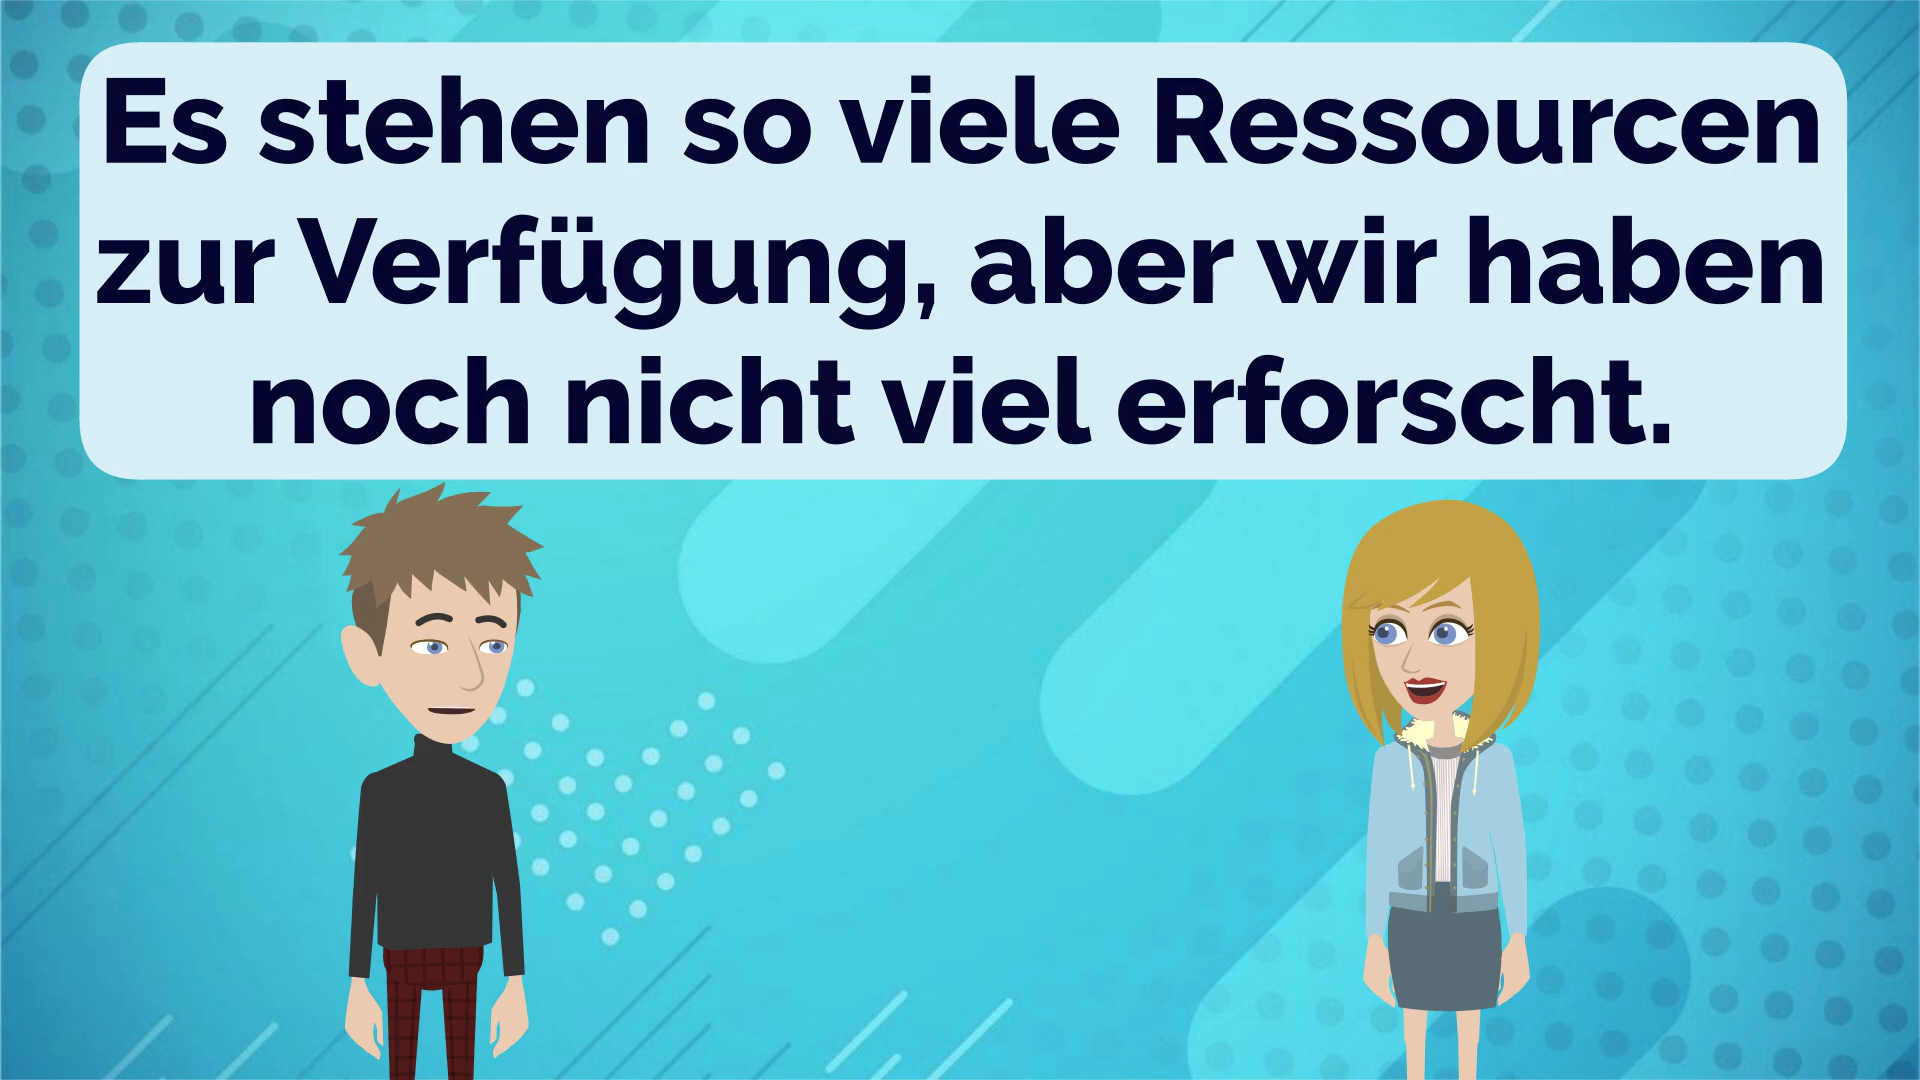 Es stehen so viele Ressourcen
zur Verfügung, aber wir haben
noch nicht viel erforscht.